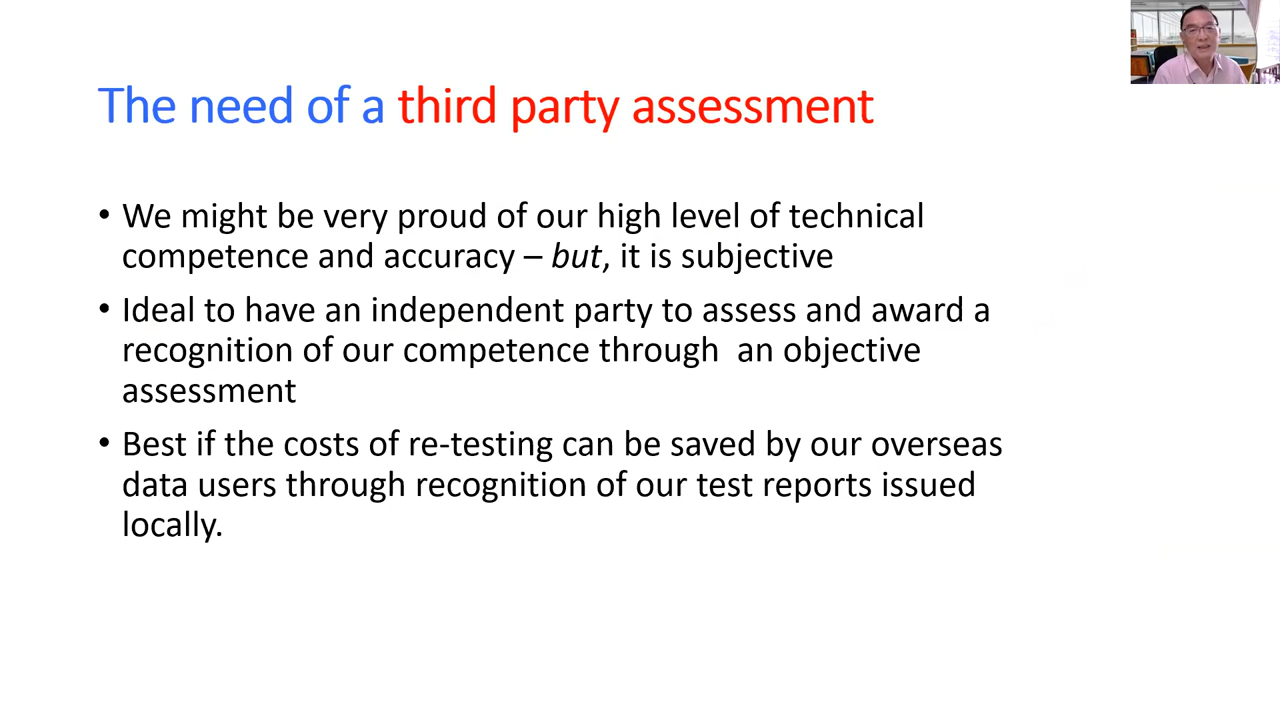 The need of a third party assessment
• We might be very proud of our high level of technical
competence and accuracy – but, it is subjective
• Ideal to have an independent party to assess and award a
recognition of our competence through  an objective
assessment
• Best if the costs of re-testing can be saved by our overseas
data users through recognition of our test reports issued
locally.